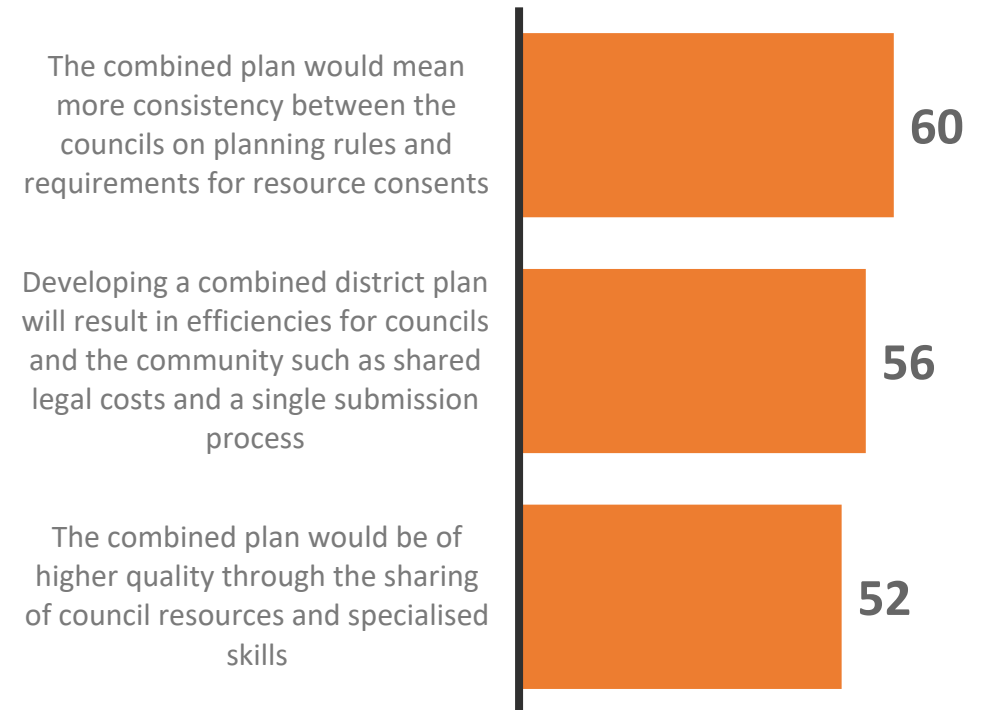 The combined plan would mean
more consistency between the
councils on planning rules and
requirements for resource consents
60
Developing a combined district plan
will result in efficiencies for councils
and the community such as shared
legal costs and a single submission
process
56
The combined plan would be of
higher quality through the sharing
of council resources and specialised
skills
52